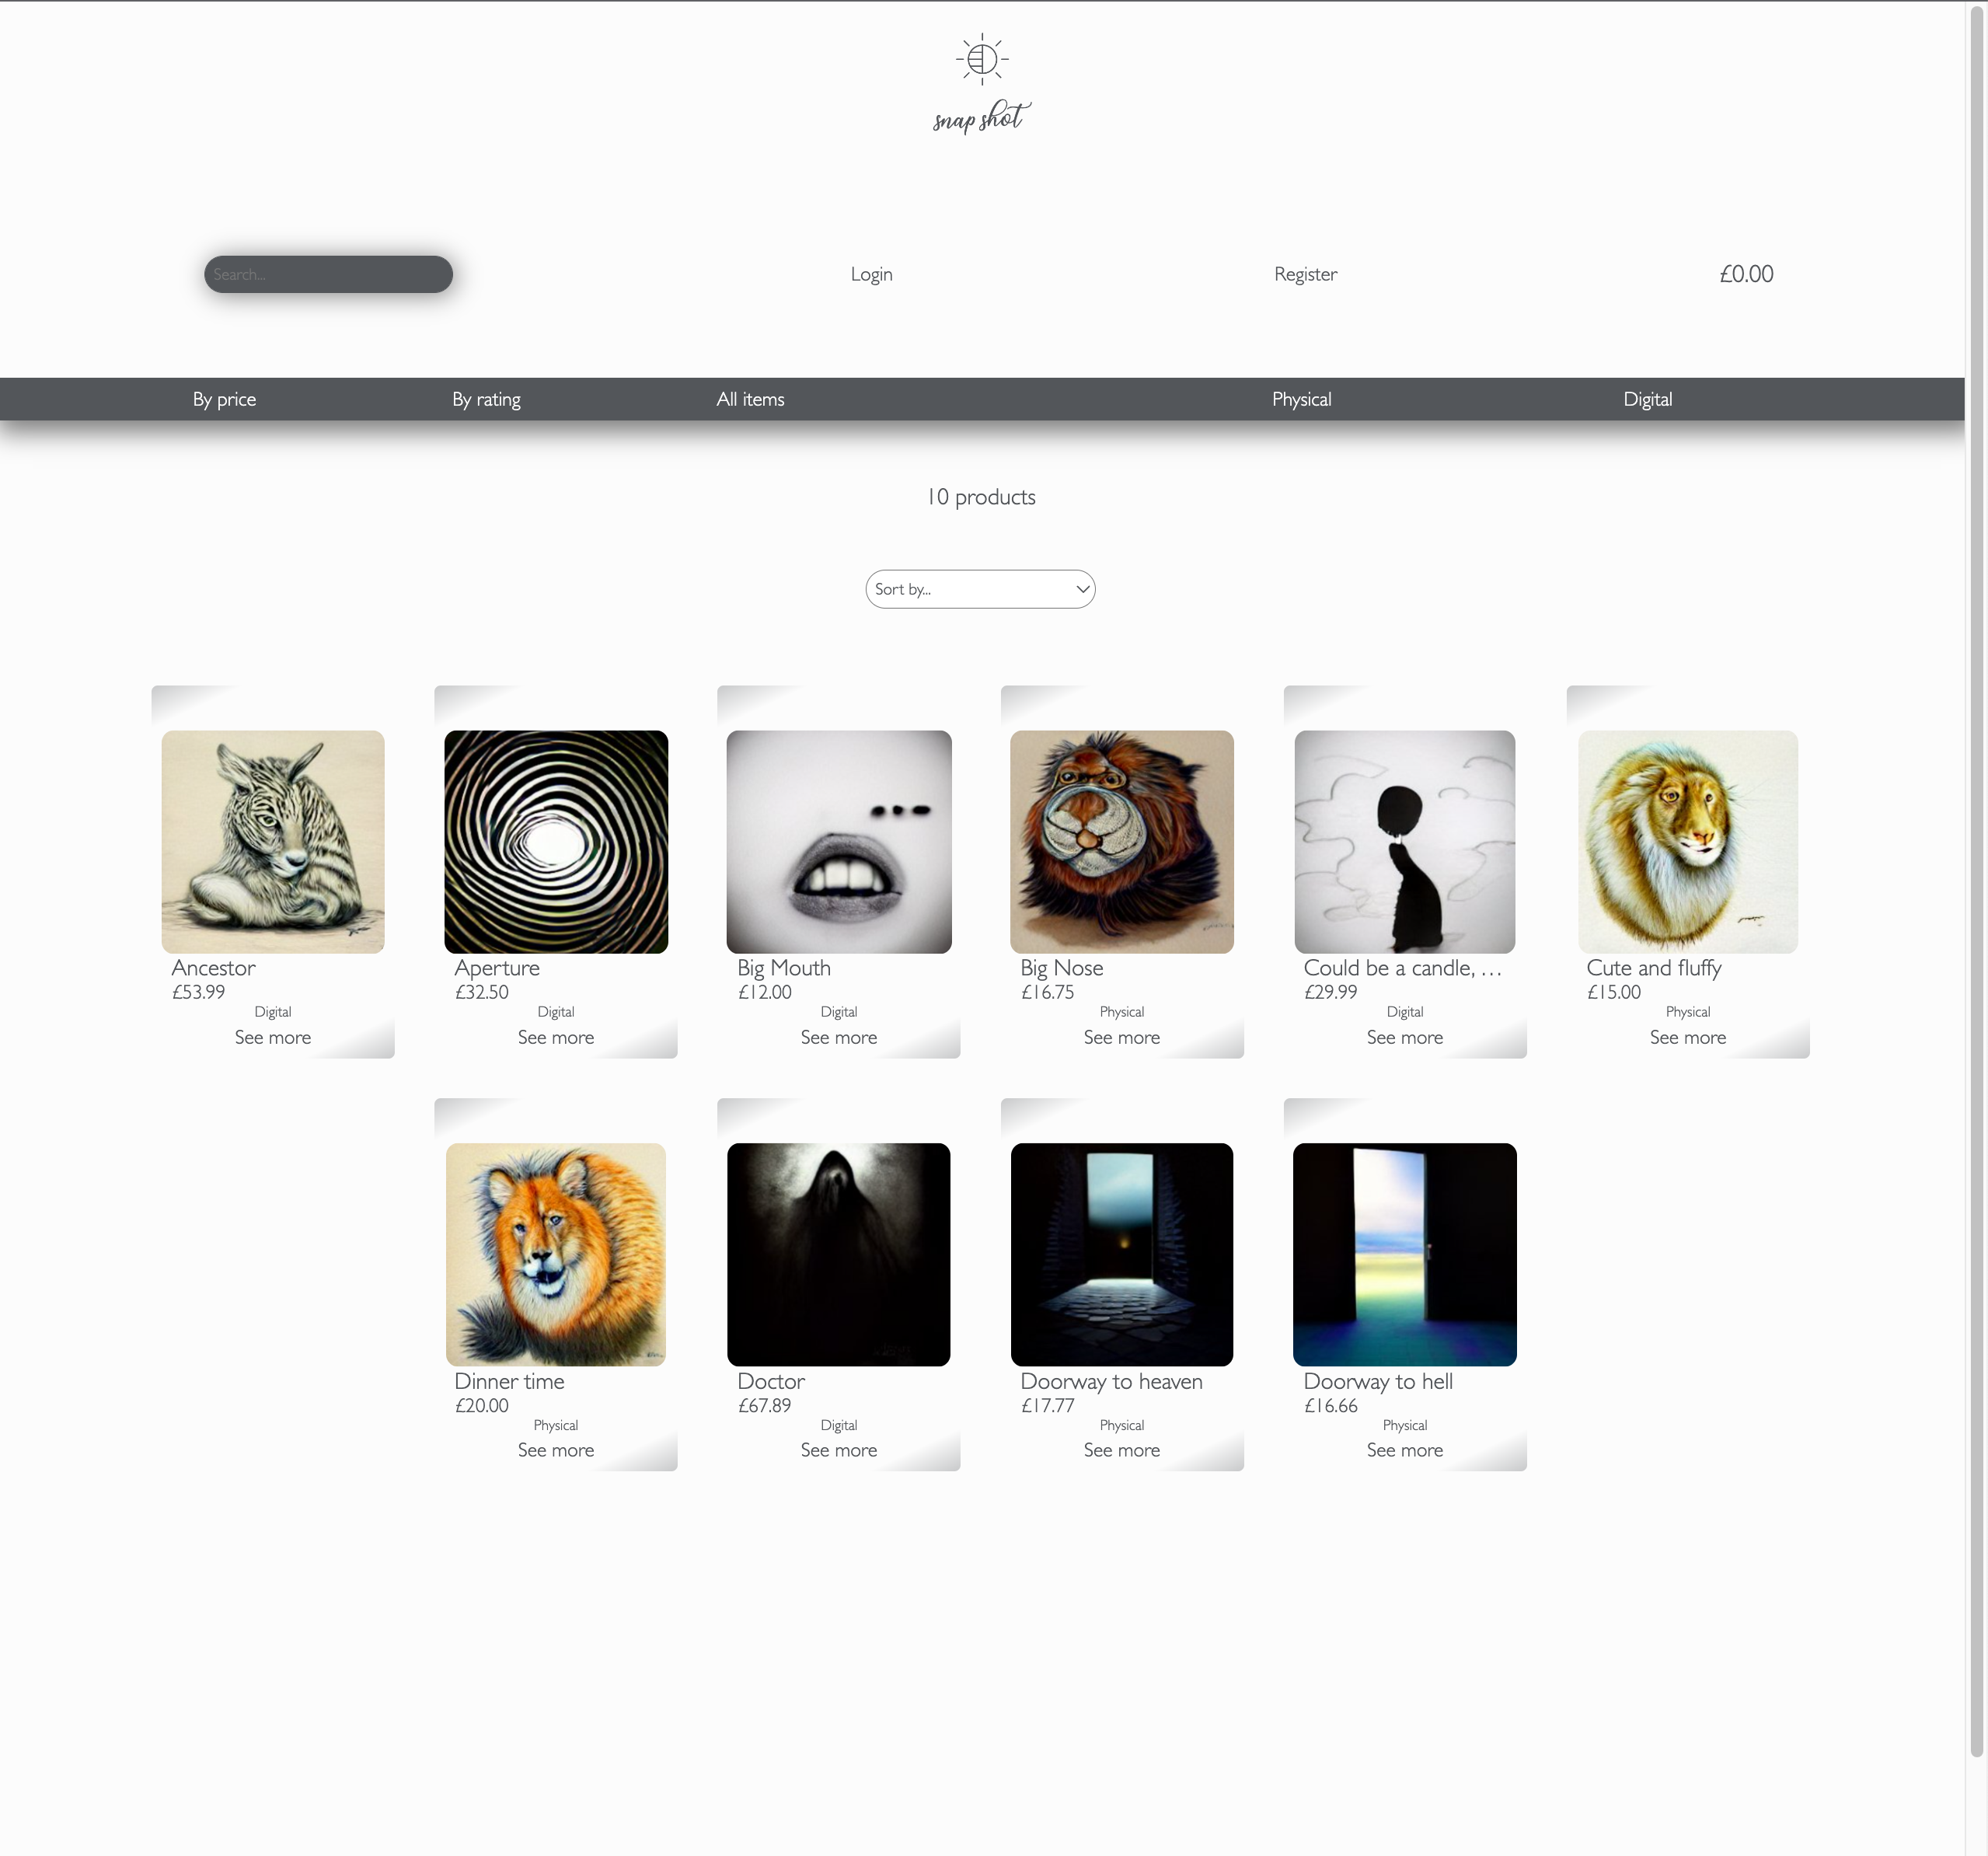 snap shot
Search...
Login
Register
£0.00
By price
By rating
All items
Physical
Digital
10 products
Sort by...
Ancestor
£53.99
Digital
See more
Aperture
£32.50
Digital
See more
Big Mouth
£12.00
Digital
See more
Big Nose
£16.75
Physical
See more
Could be a candle, ...
£29.99
Digital
See more
Cute and fluffy
£15.00
Physical
See more
Dinner time
£20.00
Physical
See more
Doctor
£67.89
Digital
See more
Doorway to heaven
£17.77
Physical
See more
Doorway to hell
£16.66
Physical
See more